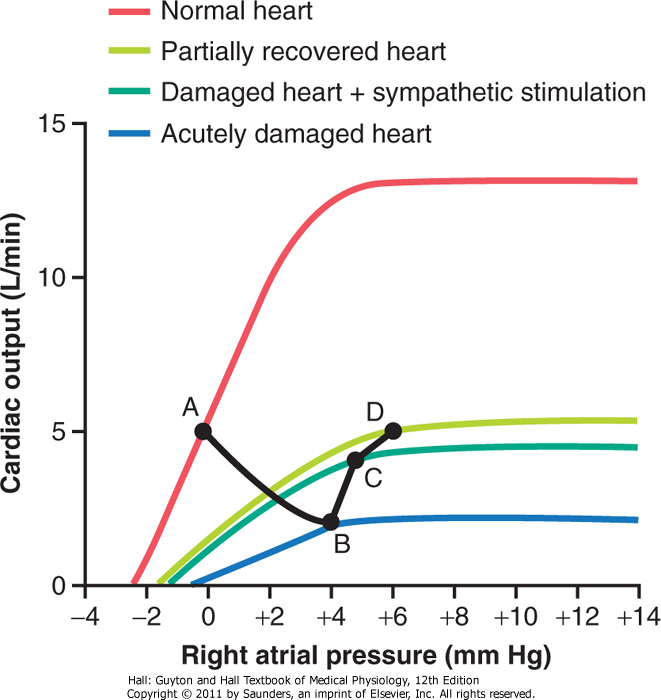 Normal heart
Partially recovered heart
Damaged heart + sympathetic stimulation
Acutely damaged heart
15
10
5
0
Cardiac output (L/min)
A
B
C
D
–4 –2 0 +2 +4 +6 +8 +10 +12 +14
Right atrial pressure (mm Hg)
Hall: Guyton and Hall Textbook of Medical Physiology, 12th Edition
Copyright © 2011 by Saunders, an imprint of Elsevier, Inc. All rights reserved.